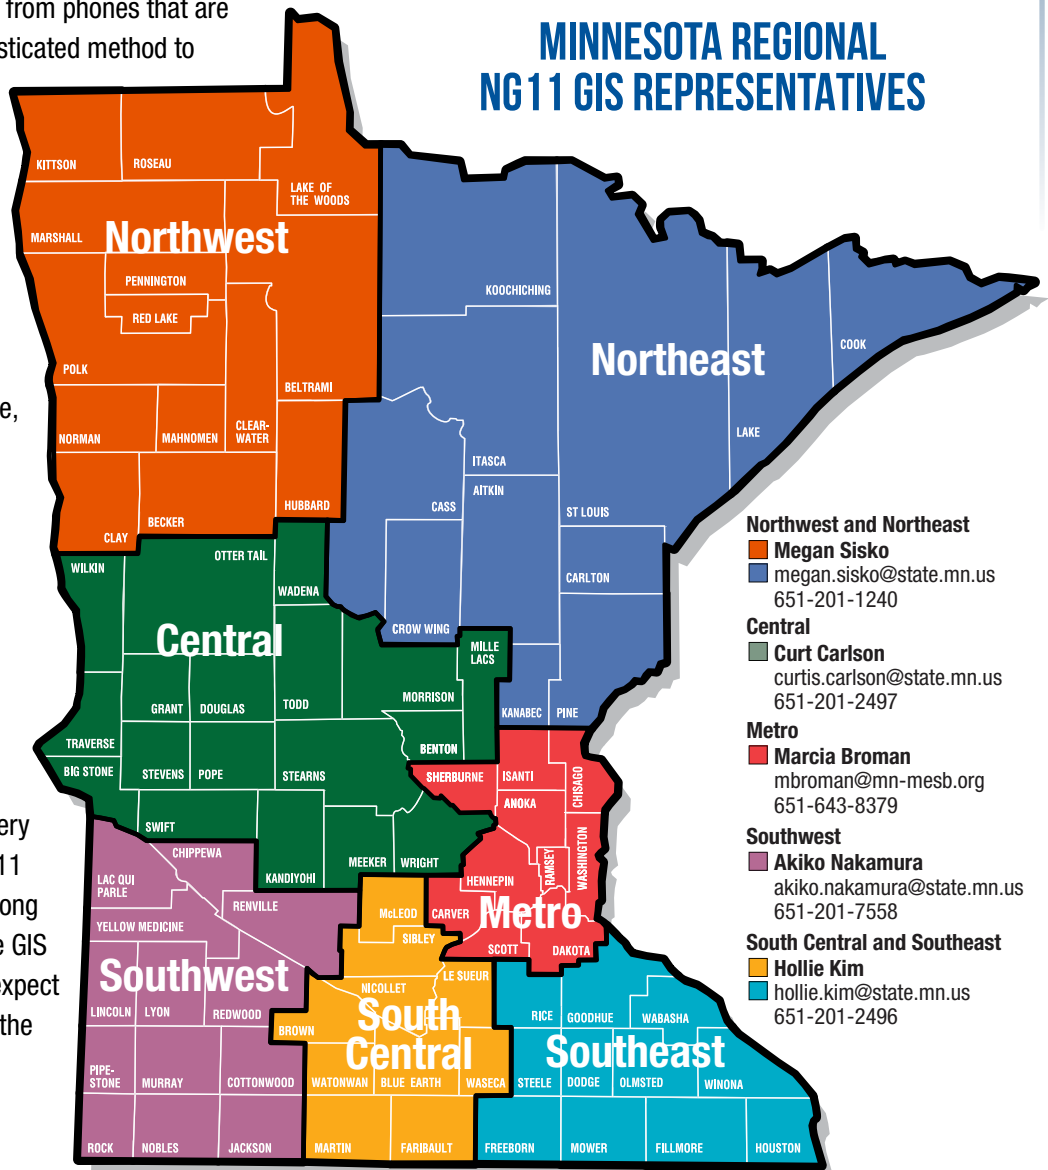 from phones that are
sticated method to
MINNESOTA REGIONAL
NG11 GIS REPRESENTATIVES
KITTSON
ROSEAU
LAKE OF
THE WOODS
MARSHALL
Northwest
PENNINGTON
RED LAKE
POLK
BELTRAMI
e,
NORMAN
MAHNOMEN
CLEAR-
WATER
HUBBARD
BECKER
CLAY
KOOCHICHING
COOK
Northeast
LAKE
ITASCA
AITKIN
CASS
ST LOUIS
CARLTON
CROW WING
KANABEC
PINE
WILKIN
OTTER TAIL
WADENA
Central
MILLE
LACS
MORRISON
GRANT
DOUGLAS
TODD
TRAVERSE
BENTON
BIG STONE
STEVENS
POPE
STEARNS
SWIFT
MEEKER
WRIGHT
KANDIYOHI
SHERBURNE
ISANTI
CHISAGO
ANOKA
RAMSEY
WASHINGTON
HENNEPIN
CARVER
Metro
SCOTT
DAKOTA
ery
11
ong
e GIS
expect
the
CHIPPEWA
LAC QUI
PARLE
RENVILLE
YELLOW MEDICINE
Southwest
LINCOLN
LYON
REDWOOD
PIPE-
STONE
MURRAY
COTTONWOOD
ROCK
NOBLES
JACKSON
McLEOD
SIBLEY
LE SUEUR
NICOLLET
South
Central
BROWN
WATONWAN
BLUE EARTH
WASECA
MARTIN
FARIBAULT
RICE
GOODHUE
WABASHA
Southeast
STEELE
DODGE
OLMSTED
WINONA
FREEBORN
MOWER
FILLMORE
HOUSTON
Northwest and Northeast
Megan Sisko
megan.sisko@state.mn.us
651-201-1240
Central
Curt Carlson
curtis.carlson@state.mn.us
651-201-2497
Metro
Marcia Broman
mbroman@mn-mesb.org
651-643-8379
Southwest
Akiko Nakamura
akiko.nakamura@state.mn.us
651-201-7558
South Central and Southeast
Hollie Kim
hollie.kim@state.mn.us
651-201-2496